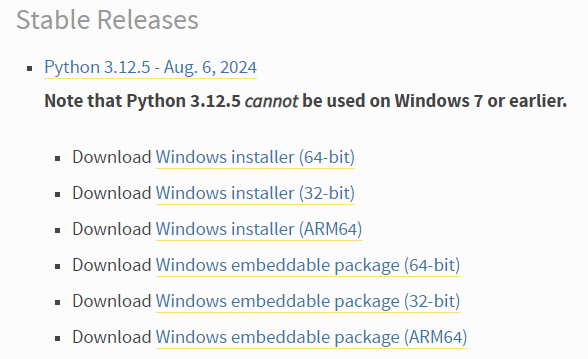 Stable Releases
Python 3.12.5 - Aug. 6, 2024
Note that Python 3.12.5 cannot be used on Windows 7 or earlier.
Download Windows installer (64-bit)
Download Windows installer (32-bit)
Download Windows installer (ARM64)
Download Windows embeddable package (64-bit)
Download Windows embeddable package (32-bit)
Download Windows embeddable package (ARM64)